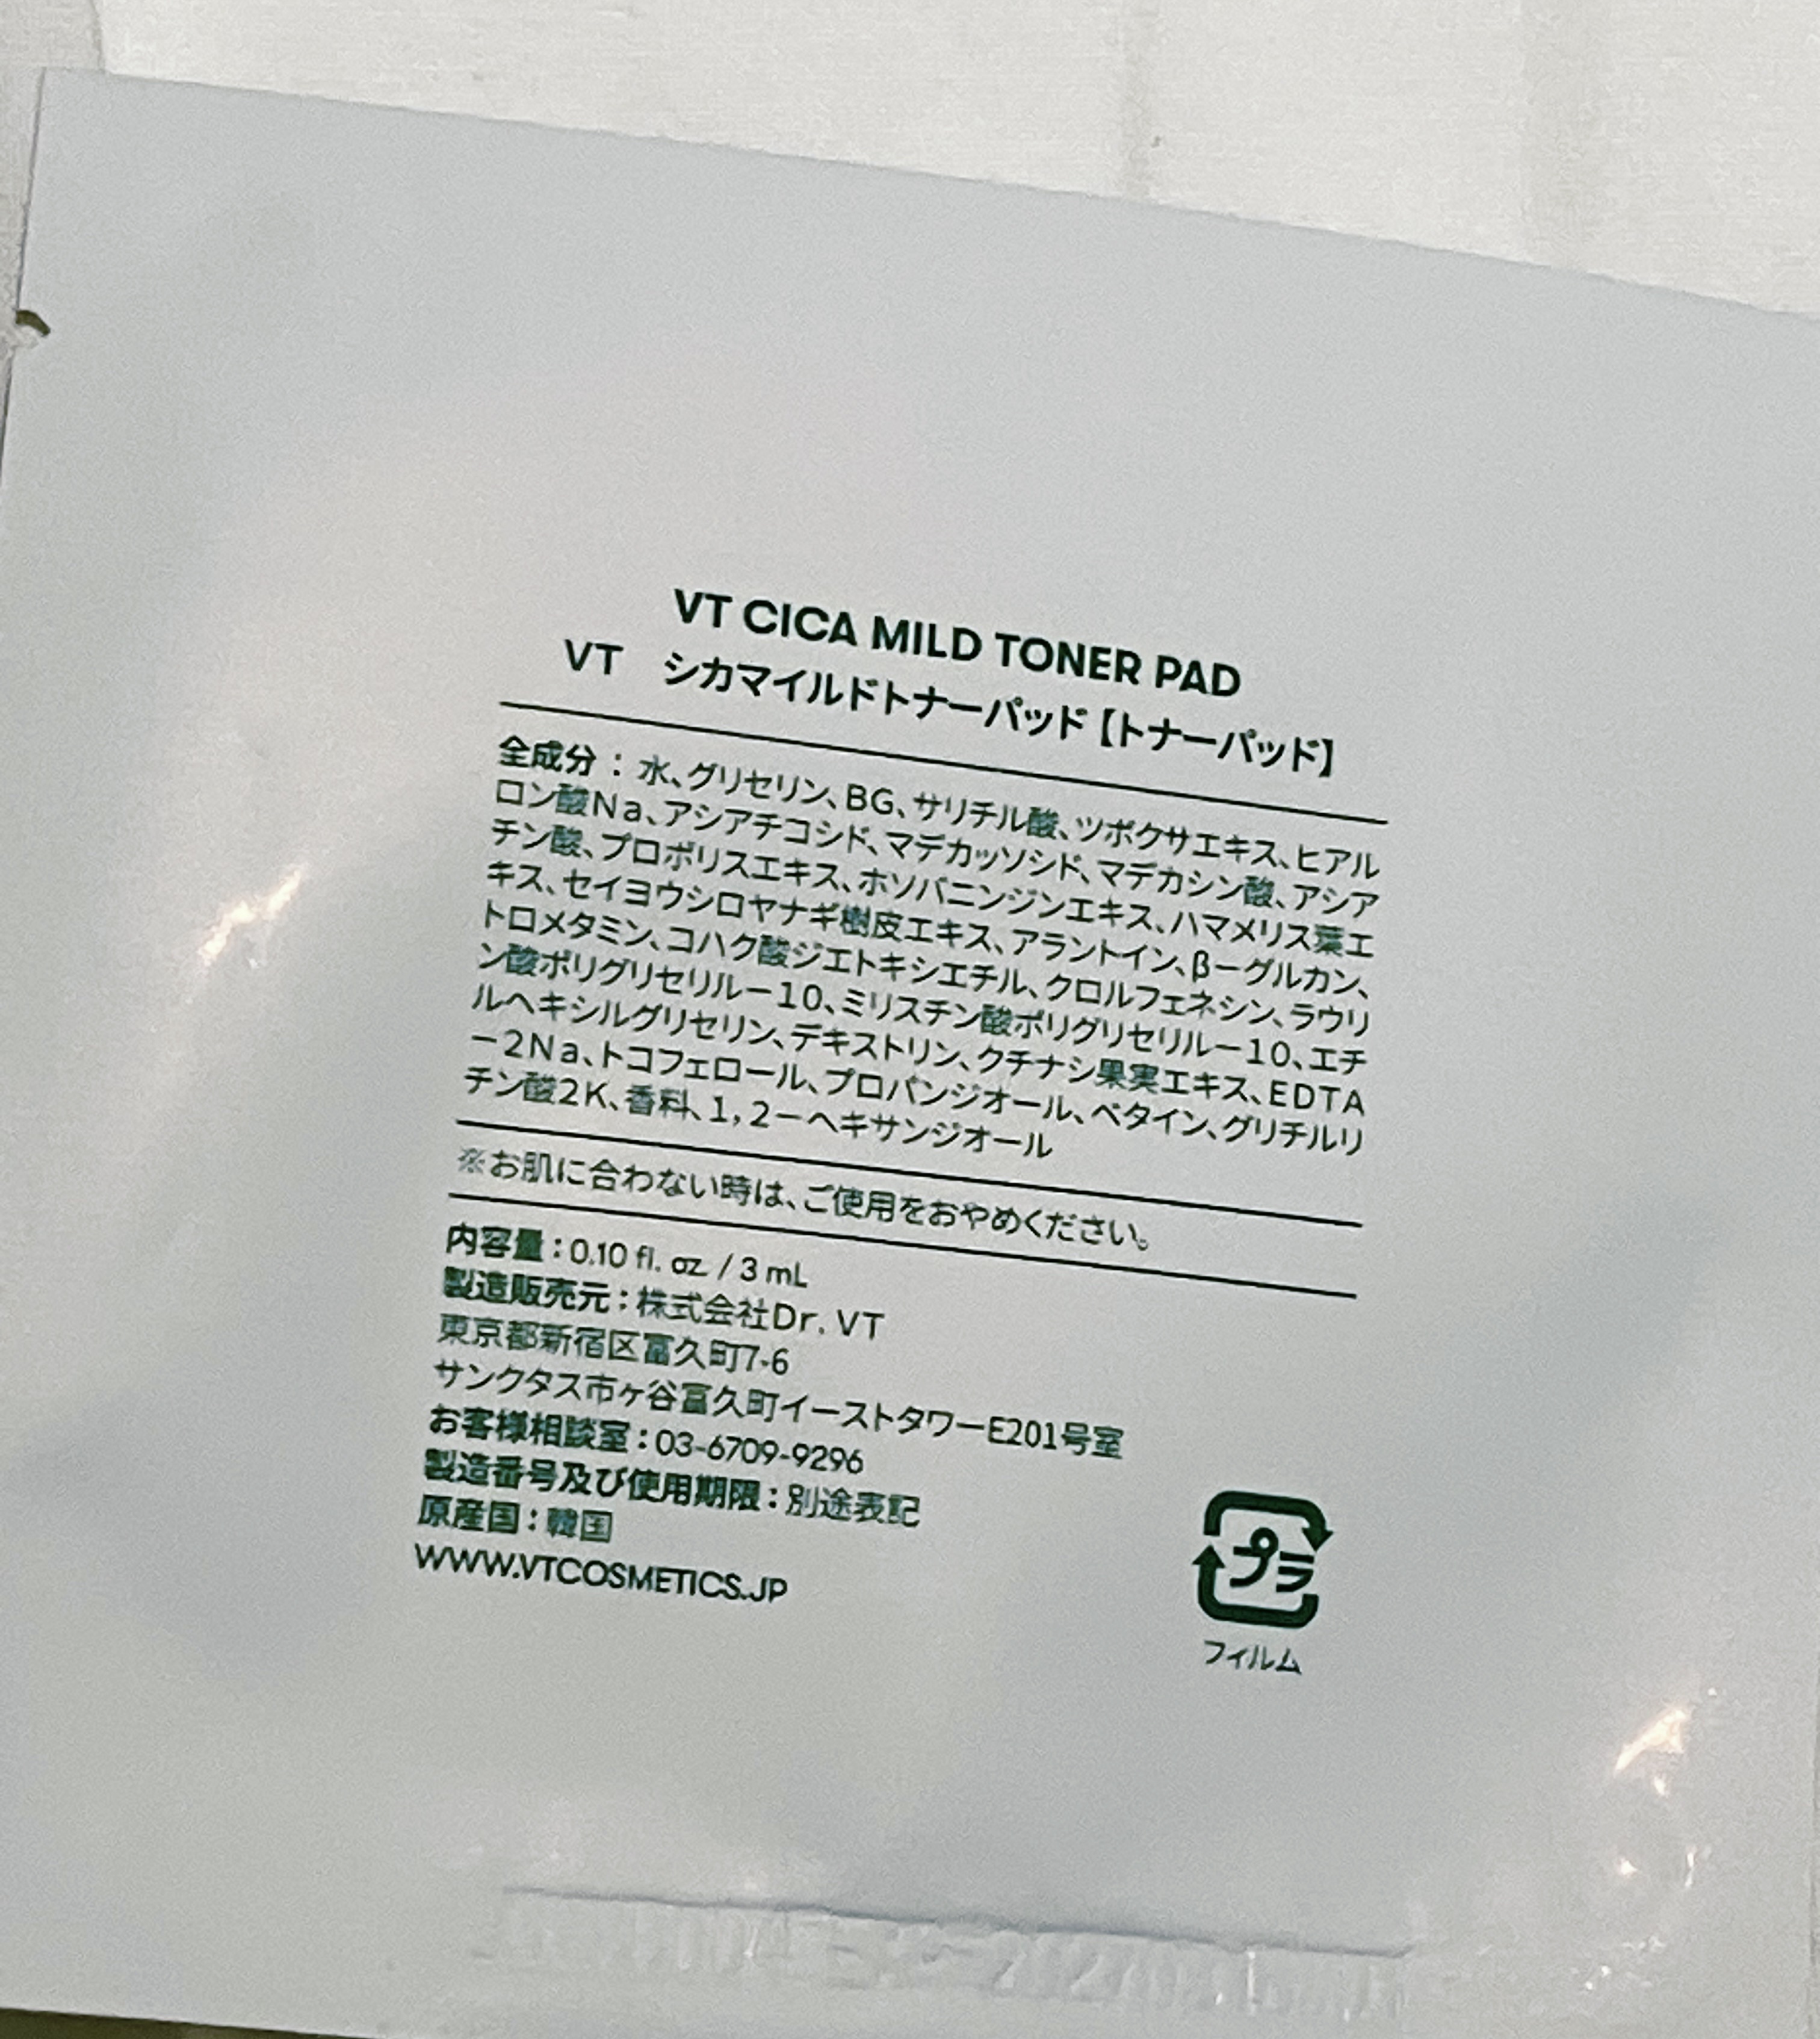 VT CICA MILD TONER PAD
VT　シカマイルドトナーパッド【トナーパッド】
全成分：水、グリセリン、BG、サリチル酸、ツボクサエキス、ヒアル
ロン酸Na、アシアチコシド、マデカッソシド、マデカシン酸、アシア
チン酸、プロポリスエキス、ホソバニンジンエキス、ハマメリス葉エ
キス、セイヨウシロヤナギ樹皮エキス、アラントイン、β－グルカン、
トロメタミン、コハク酸ジエトキシエチル、クロルフェネシン、ラウリ
ン酸ポリグリセリル－10、ミリスチン酸ポリグリセリル－10、エチ
ルヘキシルグリセリン、デキストリン、クチナシ果実エキス、EDTA
－2Na、トコフェロール、プロパンジオール、ベタイン、グリチルリ
チン酸2K、香料、1,2－ヘキサンジオール
※お肌に合わない時は、ご使用をおやめください。
内容量：0.10 fl. oz. / 3 mL
製造販売元：株式会社Dr. VT
東京都新宿区富久町7-6
サンクタス市ヶ谷富久町イーストタワーE201号室
お客様相談室：03-6709-9296
製造番号及び使用期限：別途表記
原産国：韓国
WWW.VTCOSMETICS.JP
プラ
フィルム